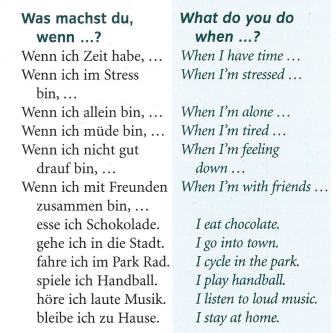 Was machst du,
wenn ...?
Wenn ich Zeit habe, ...
Wenn ich im Stress
bin, ...
Wenn ich allein bin, ...
Wenn ich müde bin, ...
Wenn ich nicht gut
drauf bin, ...
Wenn ich mit Freunden
zusammen bin, ...
esse ich Schokolade.
gehe ich in die Stadt.
fahre ich im Park Rad.
spiele ich Handball.
höre ich laute Musik.
bleibe ich zu Hause.
What do you do
when ...?
When I have time ...
When I'm stressed ...
When I'm alone ...
When I'm tired ...
When I'm feeling
down ...
When I'm with friends ...
I eat chocolate.
I go into town.
I cycle in the park.
I play handball.
I listen to loud music.
I stay at home.